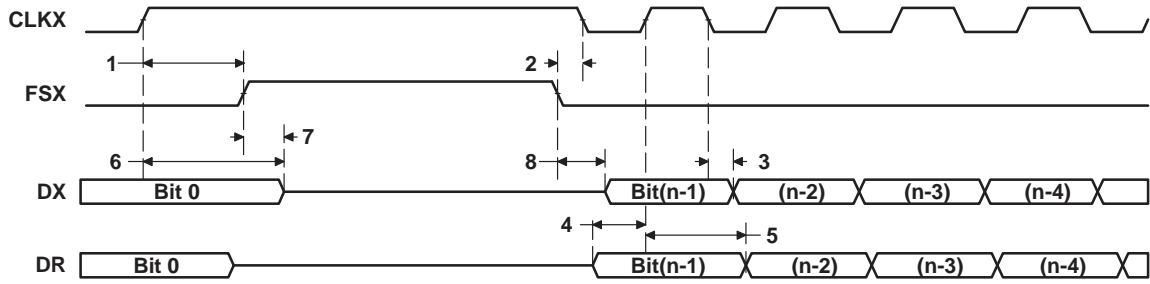 CLKX
1 2
FSX
7
6 8 3
DX Bit 0 Bit(n-1) (n-2) (n-3) (n-4)
4 5
DR Bit 0 Bit(n-1) (n-2) (n-3) (n-4)